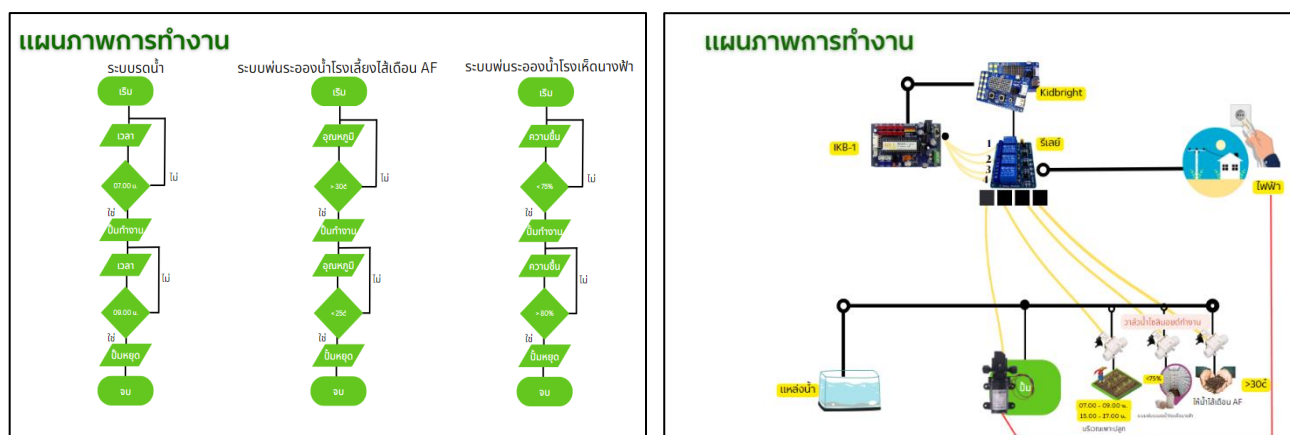 แผนภาพการทำงาน
ระบบรดน้ำ
เริ่ม
เวลา
07.00 น.
ไม่
ใช่
ปั๊มทำงาน
เวลา
ไม่
09.00 น.
ใช่
ปั๊มหยุด
จบ
ระบบพ่นระอองน้ำโรงเลี้ยงไส้เดือน AF
เริ่ม
อุณหภูมิ
>30c์
ไม่
ใช่
ปั๊มทำงาน
อุณหภูมิ
ไม่
<25c์
ใช่
ปั๊มหยุด
จบ
ระบบพ่นระอองน้ำโรงเห็ดนางฟ้า
เริ่ม
ความชื้น
<75%
ไม่
ใช่
ปั๊มทำงาน
ความชื้น
ไม่
>80%
ใช่
ปั๊มหยุด
จบ
แผนภาพการทำงาน
Kidbright
IKB-1
รีเลย์
1
2
3
4
ไฟฟ้า
วาล์วน้ำโซลินอยด์ทำงาน
แหล่งน้ำ
ปั๊ม
<75%
>30c์
ให้น้ำไส้เดือน AF
07.00 - 09.00 น.
15.00 - 17.00 น.
บริเวณเพาะปลูก